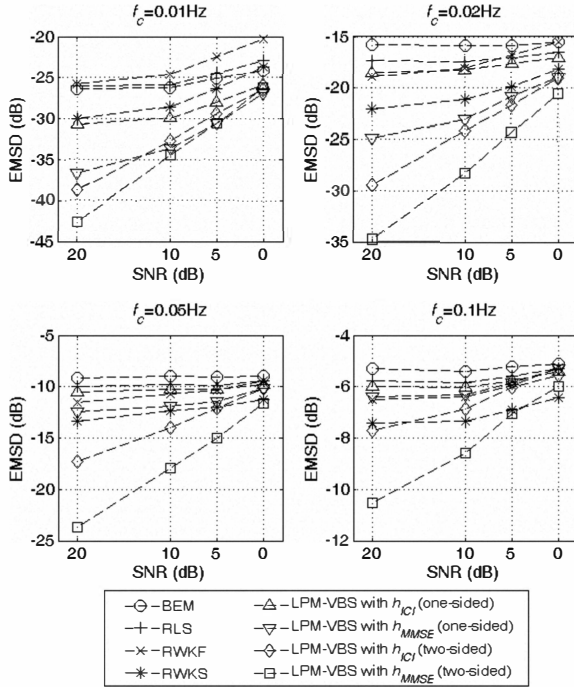 f_c=0.01Hz
f_c=0.02Hz
-20
-25
-30
-35
-40
-45
EMSD (dB)
20 10 5 0
SNR (dB)
-15
-20
-25
-30
-35
EMSD (dB)
20 10 5 0
SNR (dB)
f_c=0.05Hz
f_c=0.1Hz
-5
-10
-15
-20
-25
EMSD (dB)
20 10 5 0
SNR (dB)
-4
-6
-8
-10
-12
EMSD (dB)
20 10 5 0
SNR (dB)
BEM
RLS
RWKF
RWKS
LPM-VBS with h_ICI (one-sided)
LPM-VBS with h_MMSE (one-sided)
LPM-VBS with h_ICI (two-sided)
LPM-VBS with h_MMSE (two-sided)